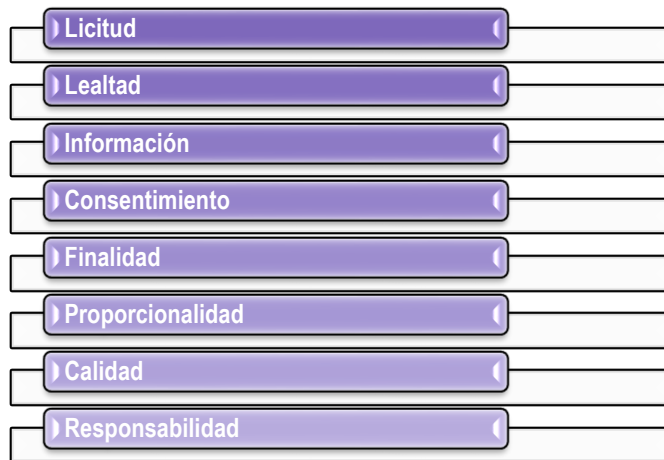 Licitud
Lealtad
Información
Consentimiento
Finalidad
Proporcionalidad
Calidad
Responsabilidad